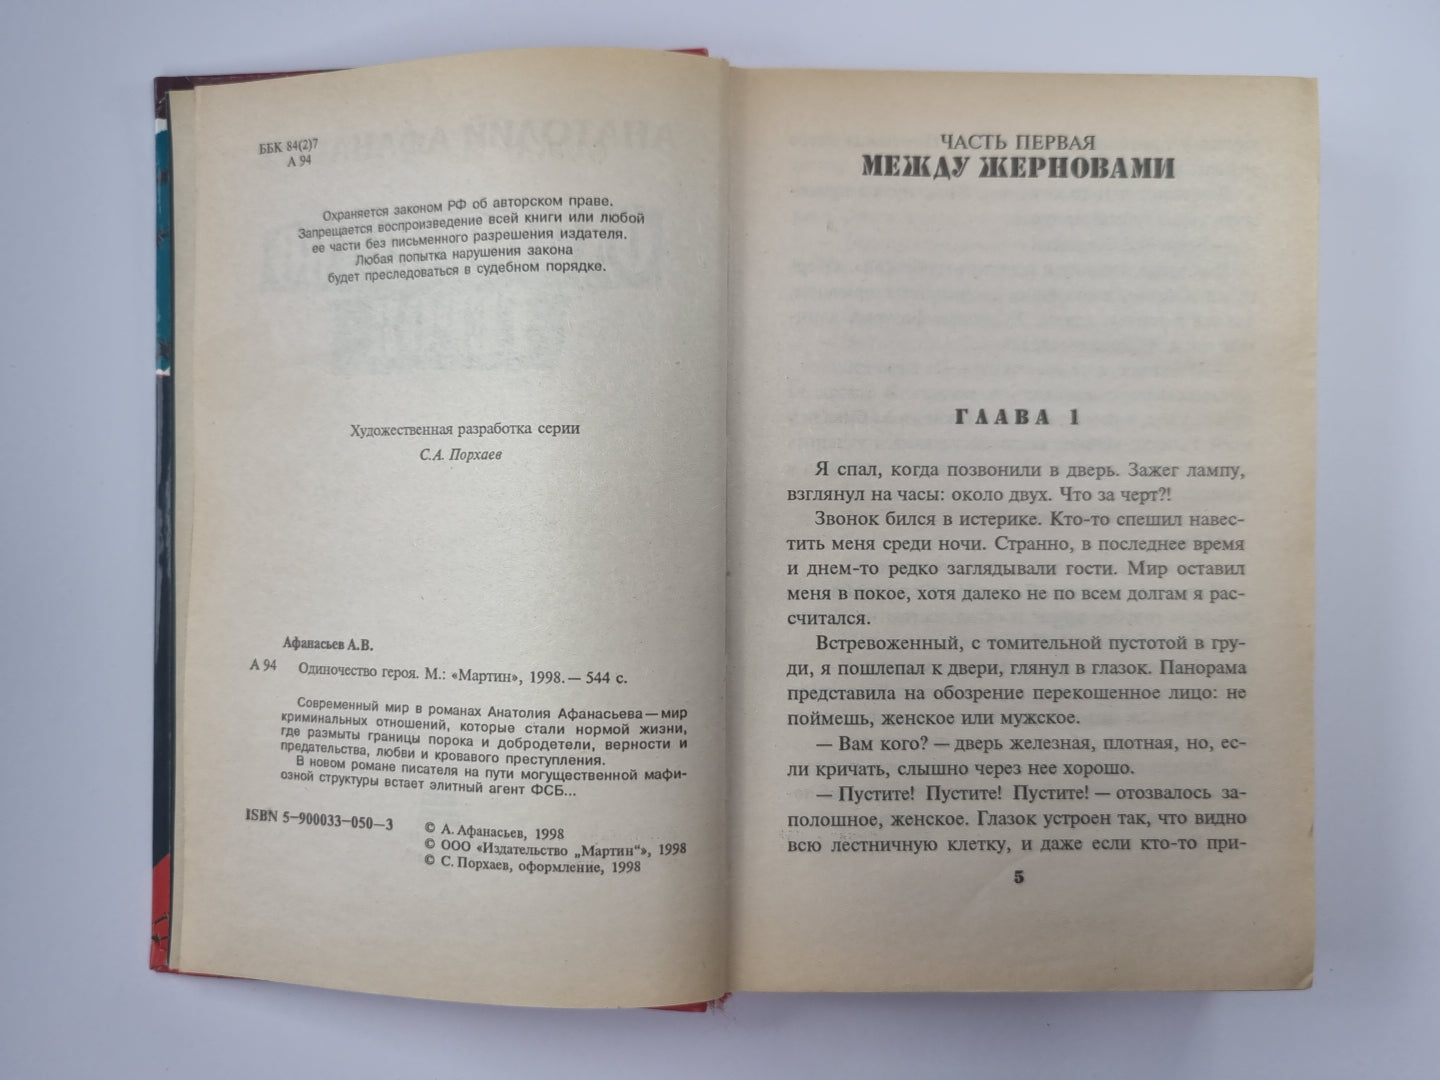 ББК 84(2)7
А 94
Охраняется законом РФ об авторском праве.
Запрещается воспроизведение всей книги или любой
ее части без письменного разрешения издателя.
Любая попытка нарушения закона
будет преследоваться в судебном порядке.
Художественная разработка серии
С.А. Порхаев
Афанасьев А.В.
А 94 Одиночество героя. М.: «Мартин», 1998. — 544 с.
Современный мир в романах Анатолия Афанасьева — мир
криминальных отношений, которые стали нормой жизни,
где размыты границы порока и добродетели, верности и
предательства, любви и кровавого преступления.
В новом романе писателя на пути могущественной мафи-
озной структуры встает элитный агент ФСБ...
ISBN 5–900033–050–3
© А. Афанасьев, 1998
© ООО «Издательство „Мартин“», 1998
© С. Порхаев, оформление, 1998
ЧАСТЬ ПЕРВАЯ
МЕЖДУ ЖЕРНОВАМИ
ГЛАВА 1
Я спал, когда позвонили в дверь. Зажег лампу,
взглянул на часы: около двух. Что за черт?!
Звонок бился в истерике. Кто-то спешил навес-
тить меня среди ночи. Странно, в последнее время
и днем-то редко заглядывали гости. Мир оставил
меня в покое, хотя далеко не по всем долгам я рас-
считался.
Встревоженный, с томительной пустотой в гру-
ди, я пошлепал к двери, глянул в глазок. Панорама
представила на обозрение перекошенное лицо: не
поймешь, женское или мужское.
— Вам кого? — дверь железная, плотная, но, ес-
ли кричать, слышно через нее хорошо.
— Пустите! Пустите! Пустите! — отозвалось за-
полошное, женское. Глазок устроен так, что видно
всю лестничную клетку, и даже если кто-то при-
5